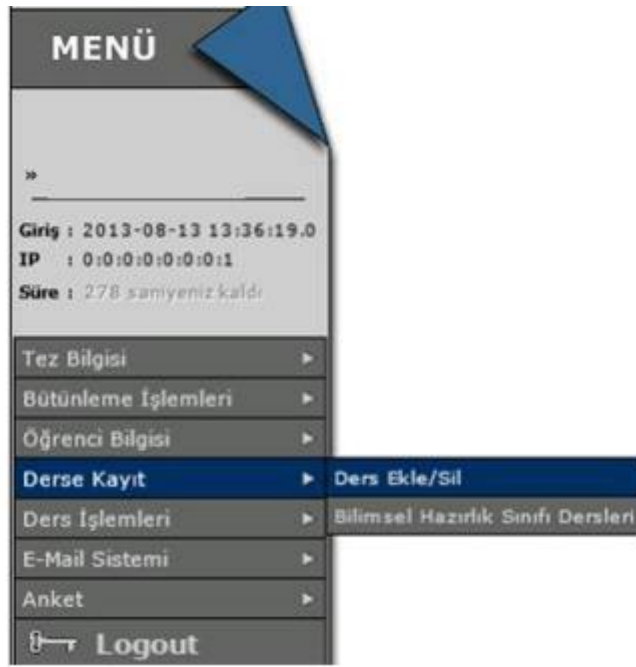 MENÜ
»
Giriş : 2013-08-13 13:36:19.0
IP : 0:0:0:0:0:0:0:1
Süre : 278 saniyeniz kaldı
Tez Bilgisi
Bütünleme İşlemleri
Öğrenci Bilgisi
Derse Kayıt
Ders Ekle/Sil
Ders İşlemleri
Bilimsel Hazırlık Sınıfı Dersleri
E-Mail Sistemi
Anket
Logout